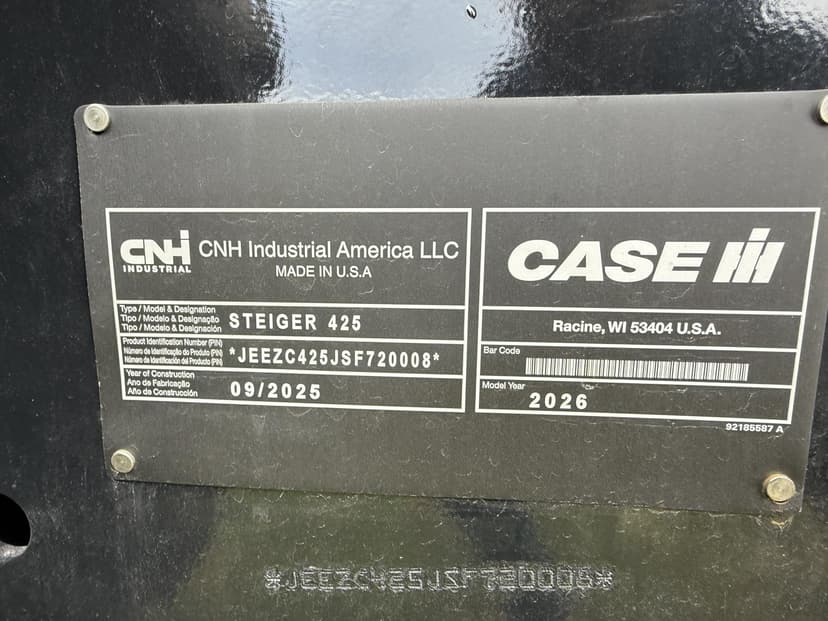 CNH
INDUSTRIAL
CNH Industrial America LLC
MADE IN U.S.A
Type / Model & Designation
Tipo / Modelo & Designação
Tipo / Modelo & Designación
STEIGER 425
Product Identification Number (PIN)
Número de Identificação do Produto (PIN)
Número de Identificación del Producto (PIN)
*JEEZC425JSF720008*
Year of Construction
Ano de Fabricação
Año de Construcción
09/2025
CASE IH
Racine, WI 53404 U.S.A.
Bar Code
Model Year
2026
92185587 A
*JEEZC425JSF720008*